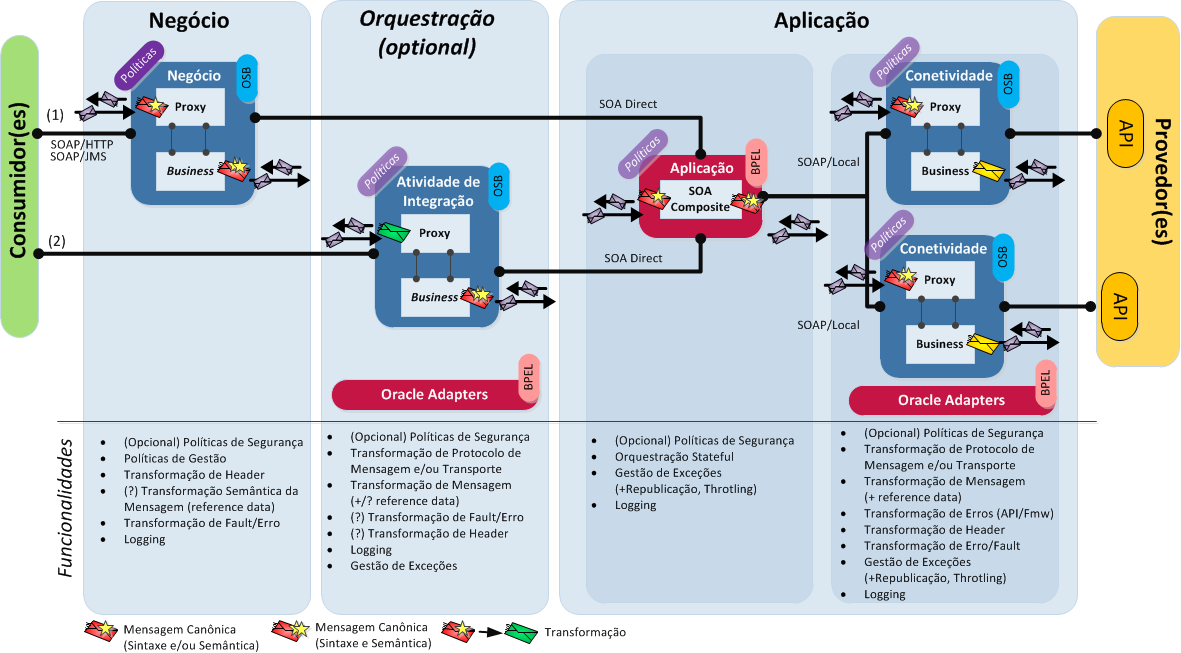 Negócio
Orquestração
(optional)
Aplicação
Consumidor(es)
(1)
SOAP/HTTP
SOAP/JMS
(2)
Políticas
Negócio
OSB
Proxy
Business
Políticas
Atividade de
Integração
OSB
Proxy
Business
SOA Direct
SOA Direct
Políticas
Aplicação
BPEL
SOA
Composite
SOAP/Local
SOAP/Local
Políticas
Conetividade
OSB
Proxy
Business
Políticas
Conetividade
OSB
Proxy
Business
API
API
Provedor(es)
Oracle Adapters
BPEL
Oracle Adapters
BPEL
Funcionalidades
• (Opcional) Políticas de Segurança
• Políticas de Gestão
• Transformação de Header
• (?) Transformação Semântica da
Mensagem (reference data)
• Transformação de Fault/Erro
• Logging
• (Opcional) Políticas de Segurança
• Transformação de Protocolo de
Mensagem e/ou Transporte
• Transformação de Mensagem
(+/? reference data)
• (?) Transformação de Fault/Erro
• (?) Transformação de Header
• Logging
• Gestão de Exceções
• (Opcional) Políticas de Segurança
• Orquestração Stateful
• Gestão de Exceções
(+Republicação, Throtling)
• Logging
• (Opcional) Políticas de Segurança
• Transformação de Protocolo de
Mensagem e/ou Transporte
• Transformação de Mensagem
(+ reference data)
• Transformação de Erros (API/Fmw)
• Transformação de Header
• Transformação de Erro/Fault
• Gestão de Exceções
(+Republicação, Throtling)
• Logging
Mensagem Canônica
(Sintaxe e/ou Semântica)
Mensagem Canônica
(Sintaxe e Semântica)
Transformação